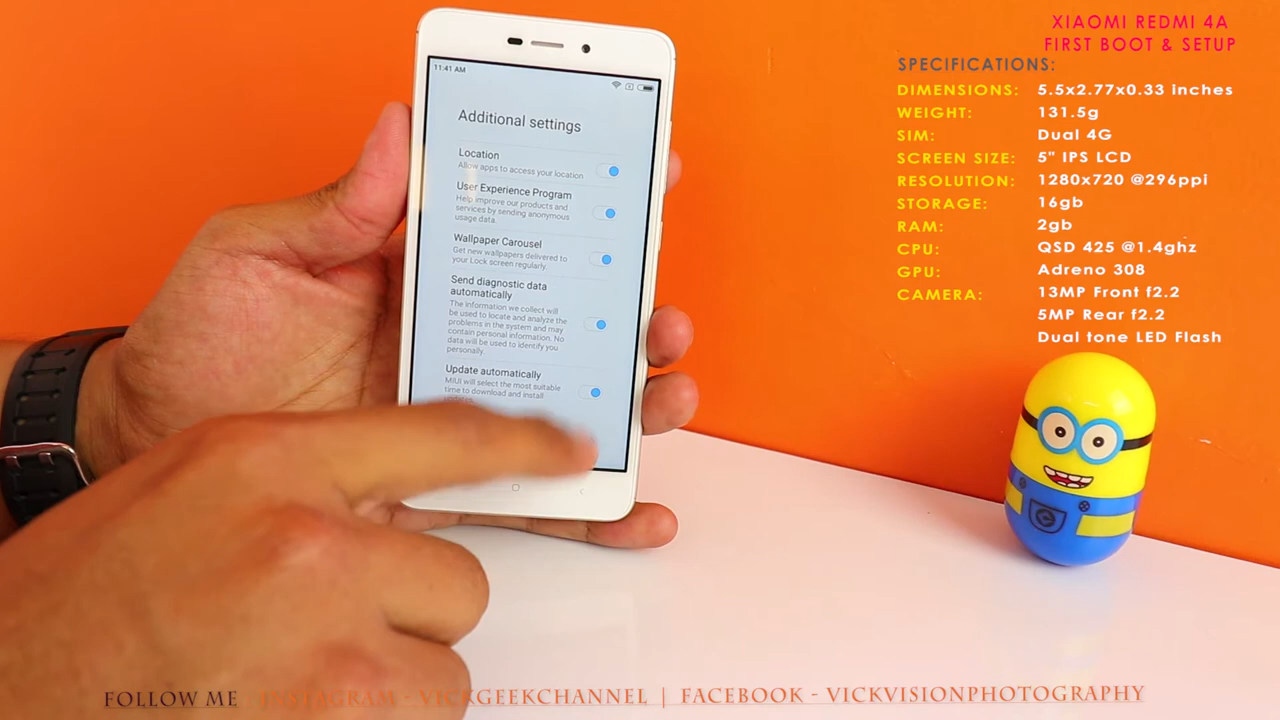 XIAOMI REDMI 4A
FIRST BOOT & SETUP
SPECIFICATIONS:
DIMENSIONS: 5.5x2.77x0.33 inches
WEIGHT: 131.5g
SIM: Dual 4G
SCREEN SIZE: 5" IPS LCD
RESOLUTION: 1280x720 @296ppi
STORAGE: 16gb
RAM: 2gb
CPU: QSD 425 @1.4ghz
GPU: Adreno 308
CAMERA: 13MP Front f2.2
5MP Rear f2.2
Dual tone LED Flash
11:41 AM
Additional settings
Location
Allow apps to access your location
User Experience Program
Help improve our products and
services by sending anonymous
usage data.
Wallpaper Carousel
Get new wallpapers delivered to
your Lock screen regularly.
Send diagnostic data
automatically
The information we collect will
be used to locate and analyze the
problems in the system and may
contain personal information. No
data will be used to identify you
personally.
Update automatically
MIUI will select the most suitable
time to download and install
updates.
FOLLOW ME INSTAGRAM - VICKGEEKCHANNEL | FACEBOOK - VICKVISIONPHOTOGRAPHY